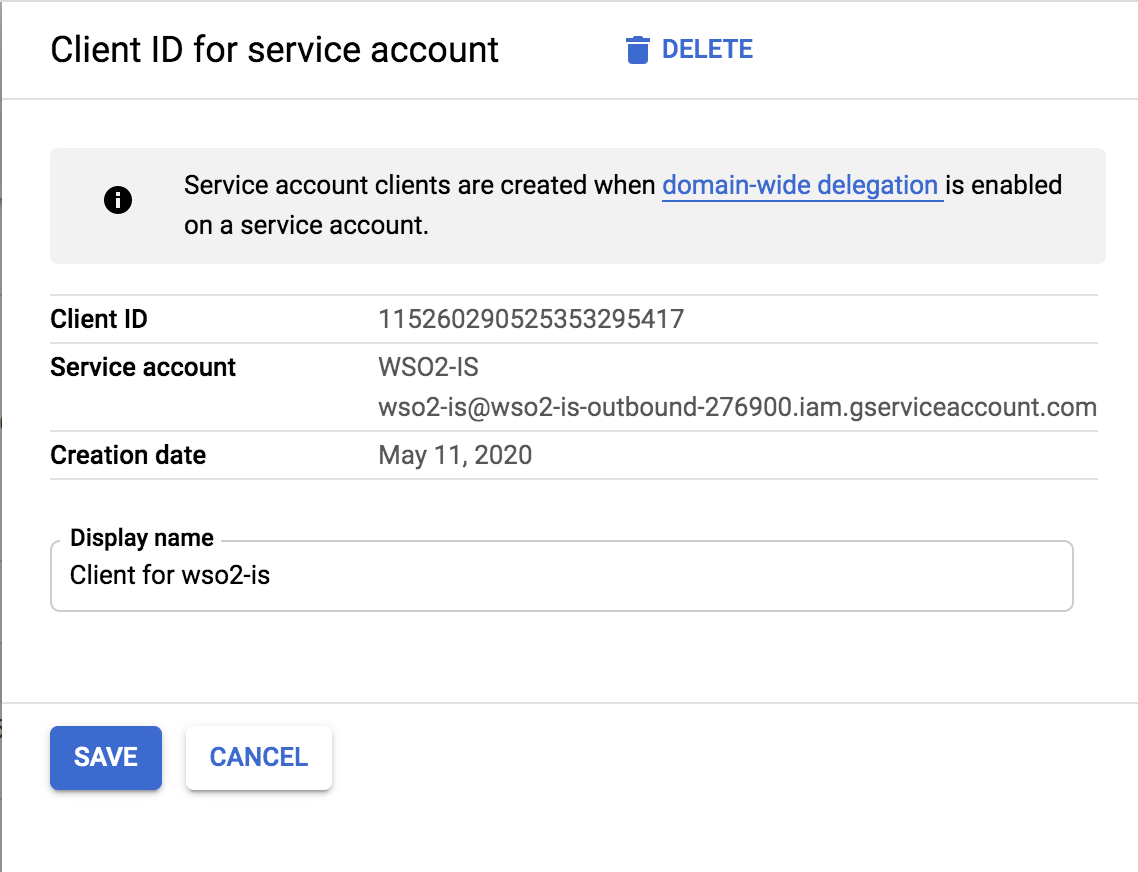 Client ID for service account
DELETE
Service account clients are created when domain-wide delegation is enabled
on a service account.
Client ID 115260290525353295417
Service account WSO2-IS
wso2-is@wso2-is-outbound-276900.iam.gserviceaccount.com
Creation date May 11, 2020
Display name
Client for wso2-is
SAVE CANCEL